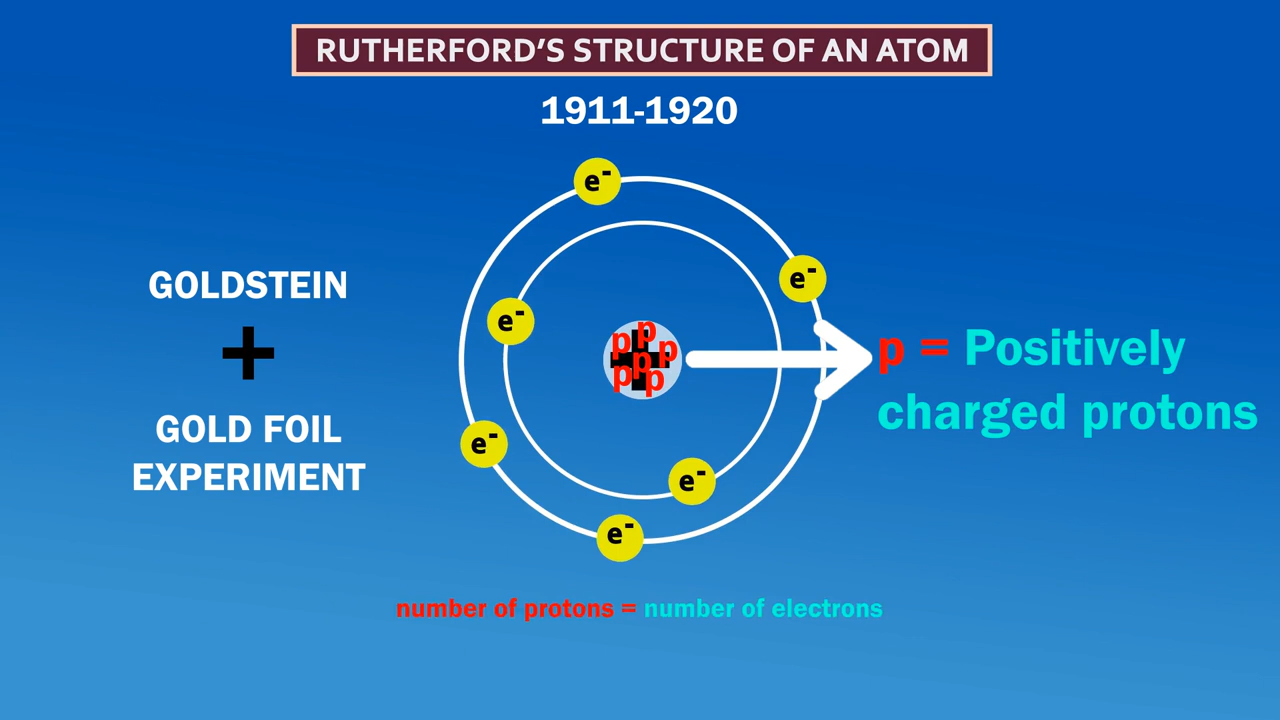 RUTHERFORD’S STRUCTURE OF AN ATOM
1911-1920
GOLDSTEIN
+
GOLD FOIL
EXPERIMENT
e-
e-
e-
e-
e-
e-
p
p
p
p
p
p
p = Positively
charged protons
number of protons = number of electrons